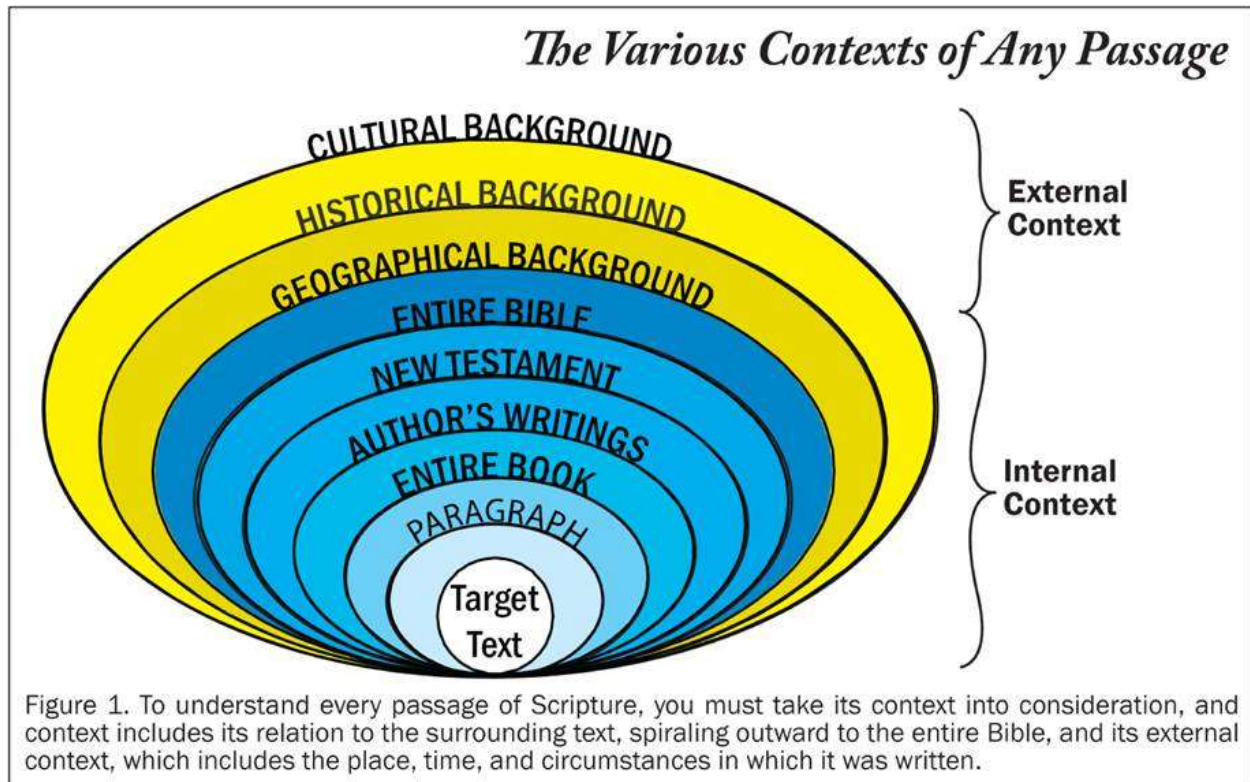 The Various Contexts of Any Passage
CULTURAL BACKGROUND
HISTORICAL BACKGROUND
GEOGRAPHICAL BACKGROUND
ENTIRE BIBLE
NEW TESTAMENT
AUTHOR'S WRITINGS
ENTIRE BOOK
PARAGRAPH
Target
Text
External
Context
Internal
Context
Figure 1. To understand every passage of Scripture, you must take its context into consideration, and
context includes its relation to the surrounding text, spiraling outward to the entire Bible, and its external
context, which includes the place, time, and circumstances in which it was written.